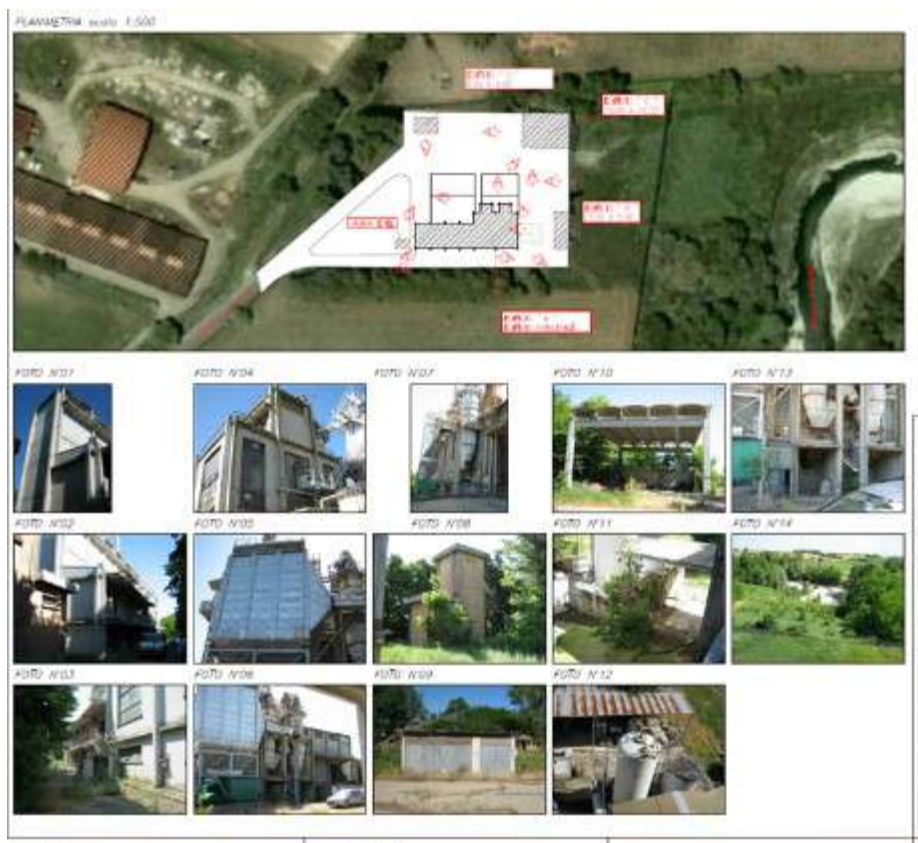 PLANIMETRIA scala 1:500
FOTO N°01
FOTO N°04
FOTO N°07
FOTO N°10
FOTO N°13
FOTO N°02
FOTO N°05
FOTO N°08
FOTO N°11
FOTO N°14
FOTO N°03
FOTO N°06
FOTO N°09
FOTO N°12